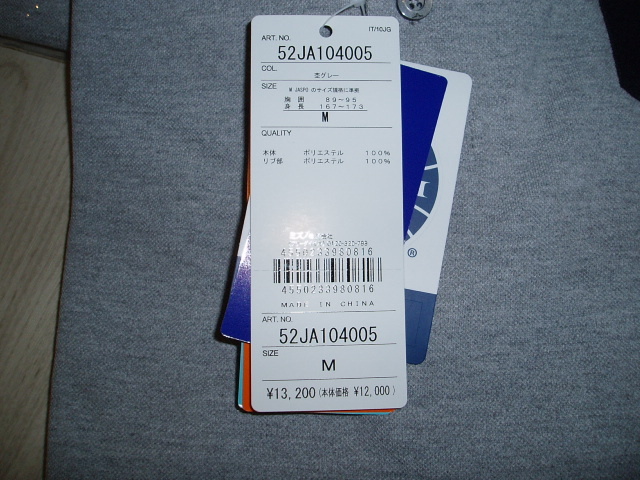 IT/10JG
ART. NO.
52JA104005
COL.
杢グレー
SIZE
M JASPO のサイズ規格に準拠
胸 囲 89〜95
身 長 167〜173
M
QUALITY
本体 ポリエステル 100%
リブ部 ポリエステル 100%
4550233980816
4550233980816
MADE IN CHINA
ART. NO.
52JA104005
SIZE
M
¥13,200 (本体価格 ¥12,000)
®